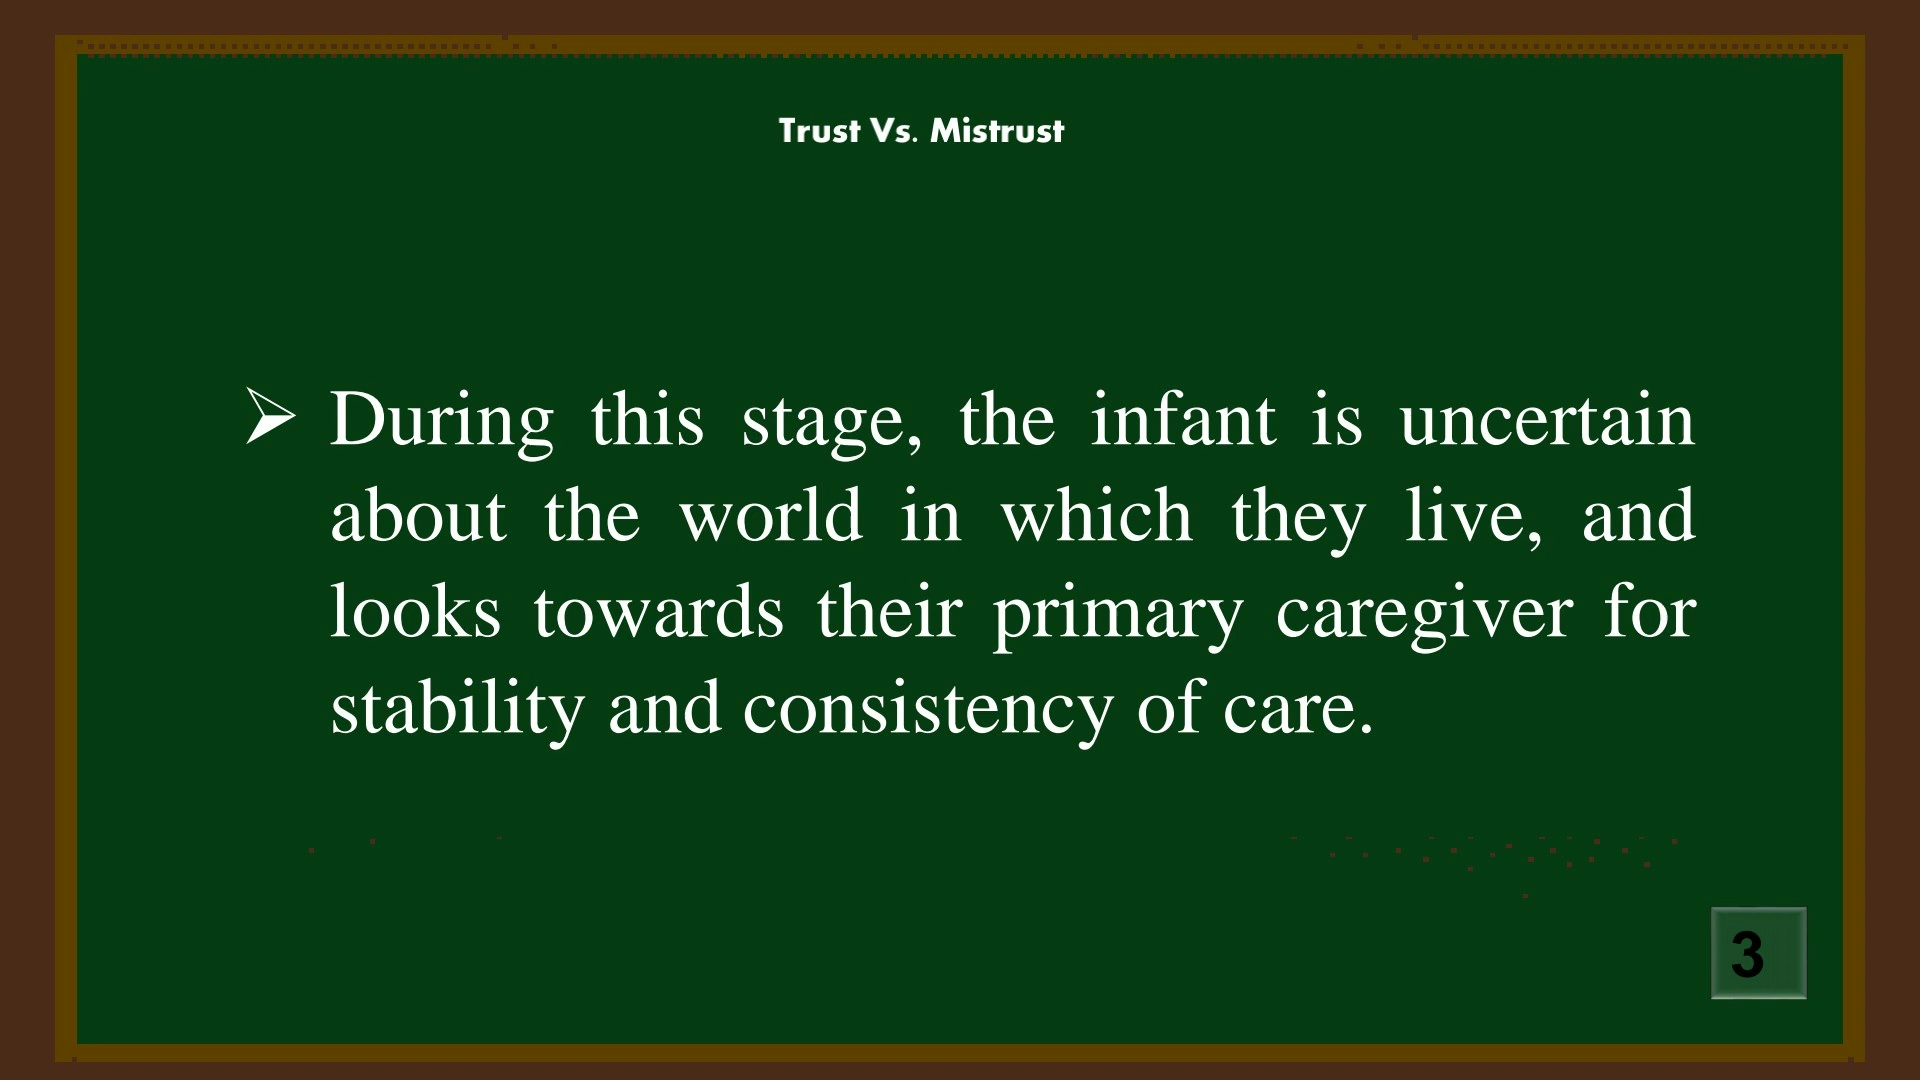 Trust Vs. Mistrust
➢ During this stage, the infant is uncertain
about the world in which they live, and
looks towards their primary caregiver for
stability and consistency of care.
3